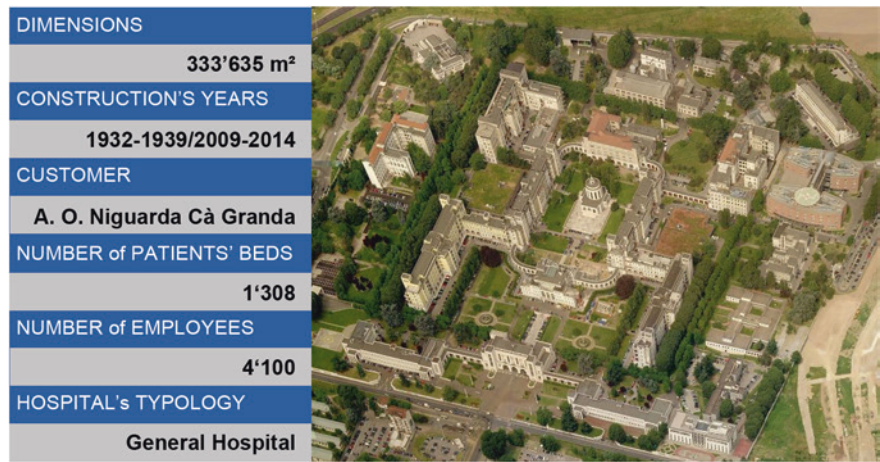 DIMENSIONS
333’635 m²
CONSTRUCTION’S YEARS
1932-1939/2009-2014
CUSTOMER
A. O. Niguarda Cà Granda
NUMBER of PATIENTS’ BEDS
1‘308
NUMBER of EMPLOYEES
4‘100
HOSPITAL’s TYPOLOGY
General Hospital